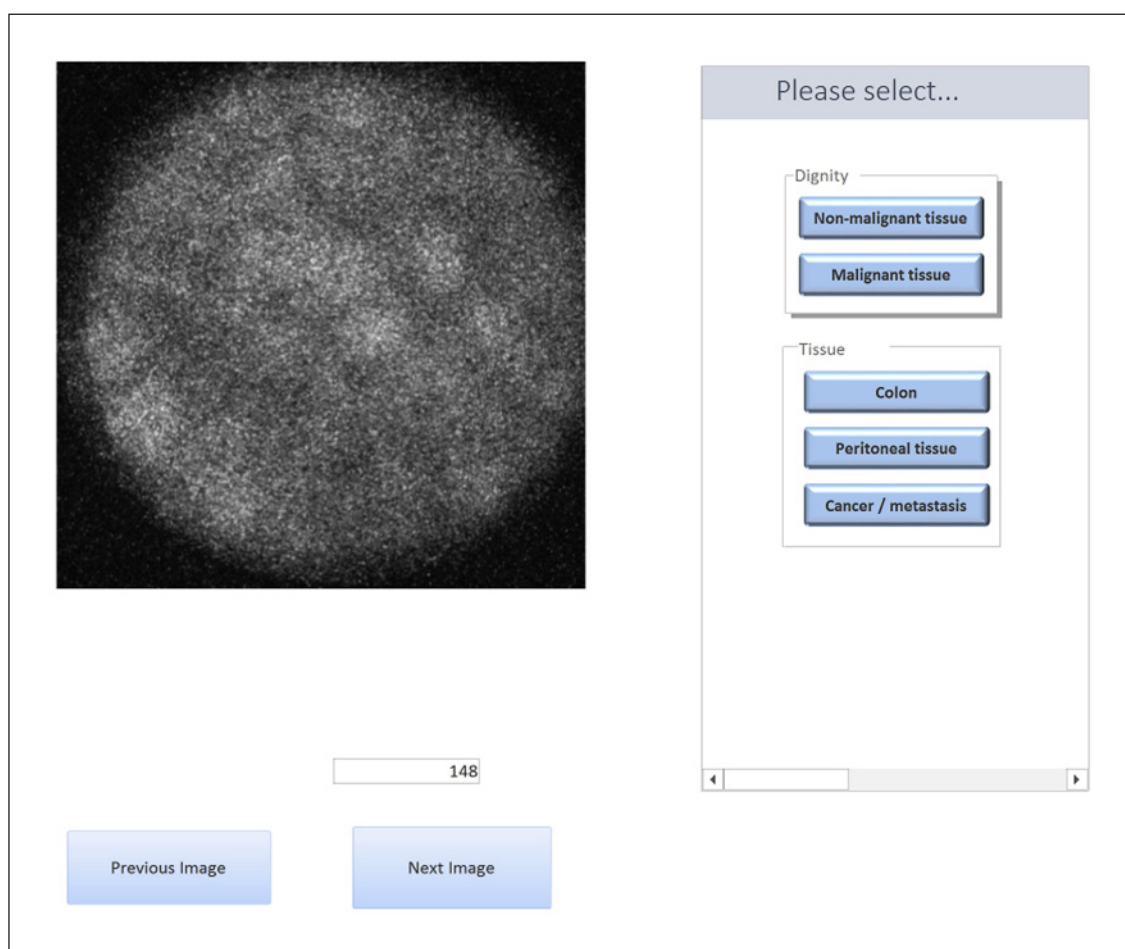 Please select...
Dignity
Non-malignant tissue
Malignant tissue
Tissue
Colon
Peritoneal tissue
Cancer / metastasis
148
Previous Image
Next Image